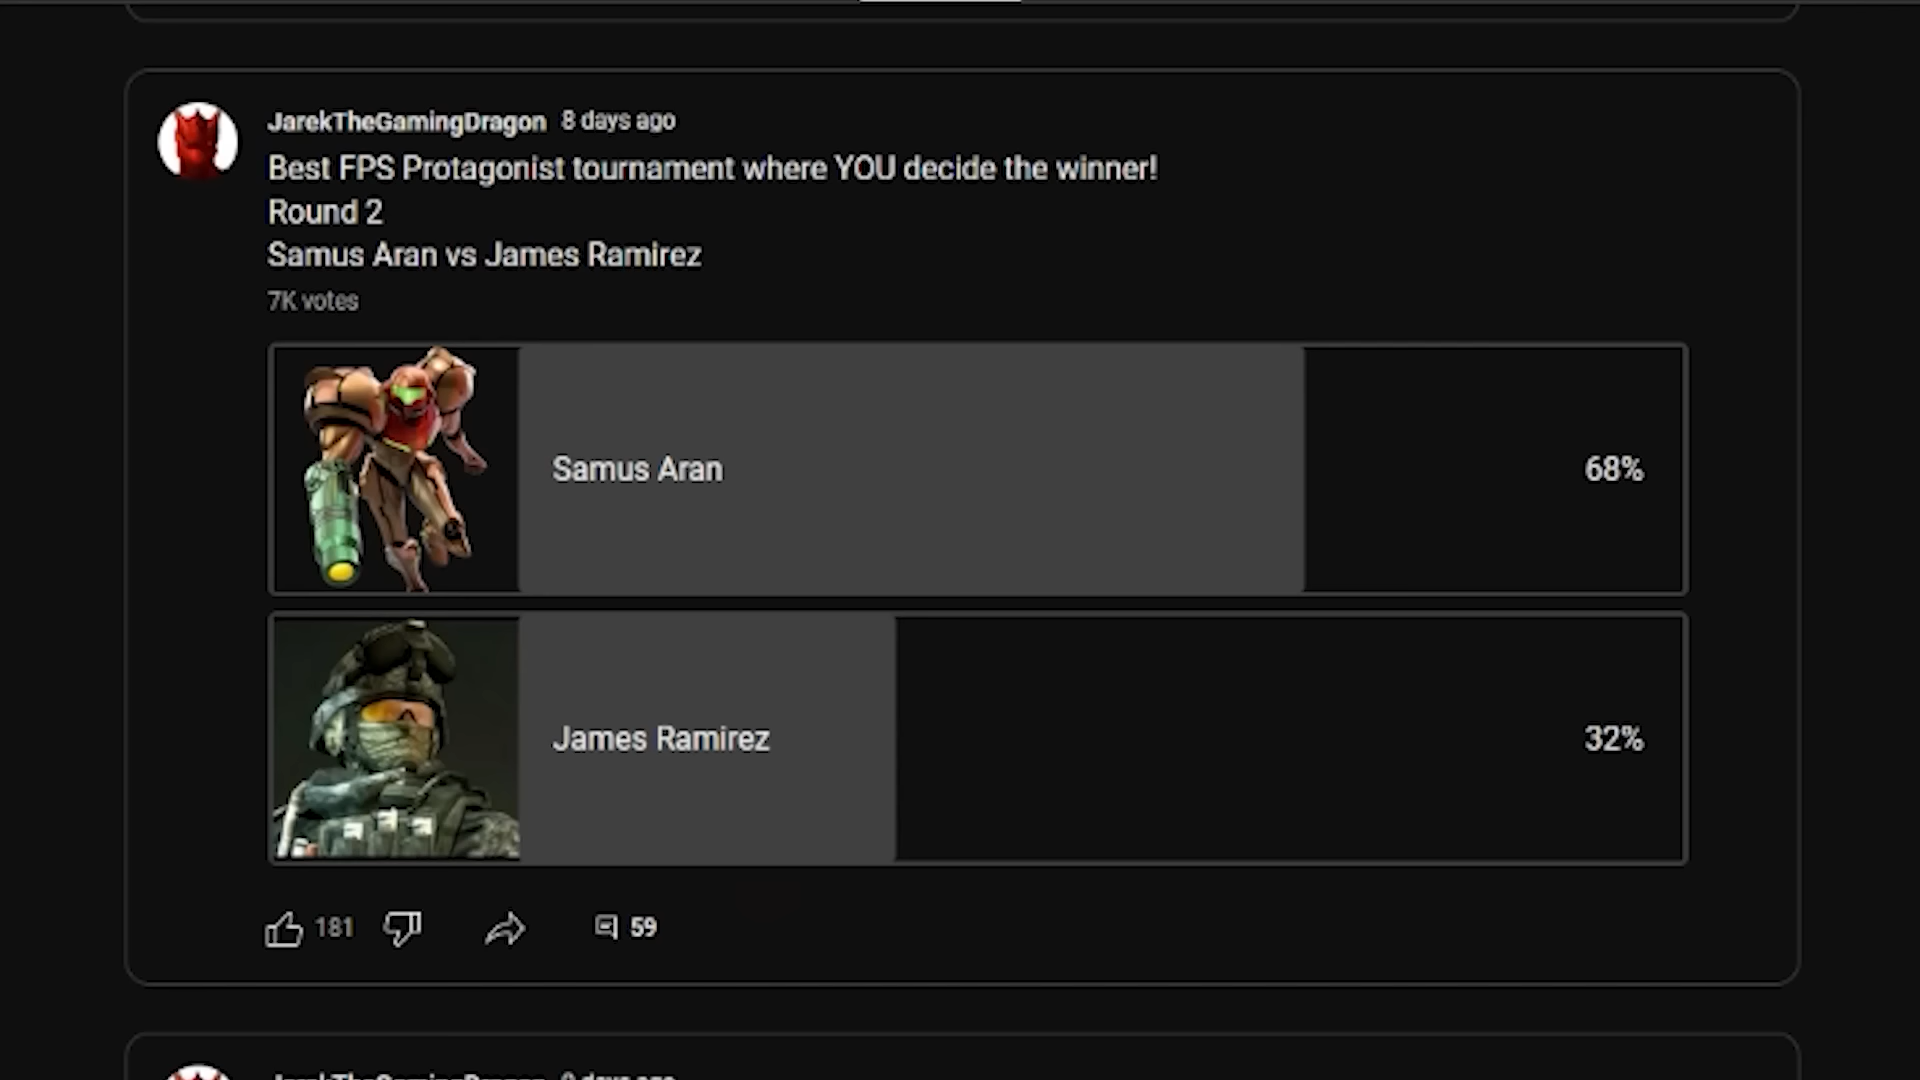 JarekTheGamingDragon 8 days ago
Best FPS Protagonist tournament where YOU decide the winner!
Round 2
Samus Aran vs James Ramirez
7K votes
Samus Aran 68%
James Ramirez 32%
181 59